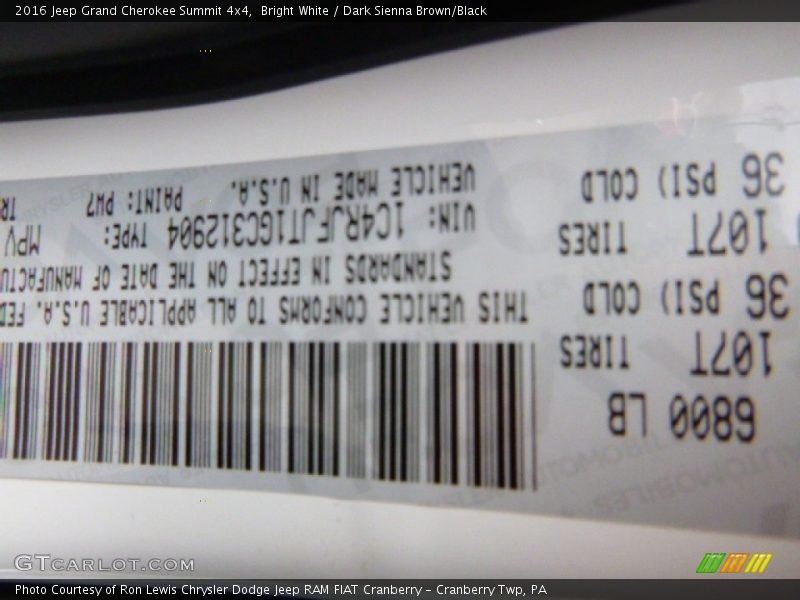 2016 Jeep Grand Cherokee Summit 4x4,  Bright White / Dark Sienna Brown/Black
6800 LB
107T TIRES
36 PSI) COLD
107T TIRES
36 PSI) COLD
THIS VEHICLE CONFORMS TO ALL APPLICABLE U.S.A. FED
STANDARDS IN EFFECT ON THE DATE OF MANUFACTU
VIN: 1C4RJFJT1GC312904 TYPE: MPV
VEHICLE MADE IN U.S.A. PAINT: PW7 TR
GTCARLOT.COM
Photo Courtesy of Ron Lewis Chrysler Dodge Jeep RAM FIAT Cranberry – Cranberry Twp, PA